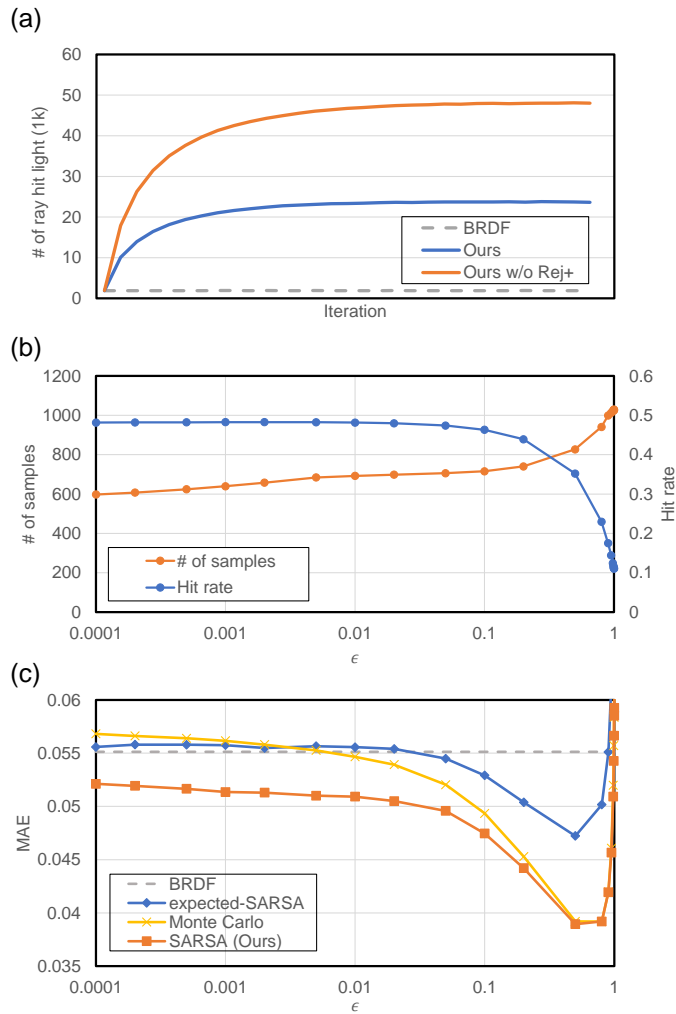 (a)
60
50
40
30
20
10
0
# of ray hit light (1k)
BRDF
Ours
Ours w/o Rej+
Iteration
(b)
1200
1000
800
600
400
200
0
# of samples
0.6
0.5
0.4
0.3
0.2
0.1
0
Hit rate
# of samples
Hit rate
0.0001 0.001 0.01 0.1 1
ϵ
(c)
0.06
0.055
0.05
0.045
0.04
0.035
MAE
BRDF
expected-SARSA
Monte Carlo
SARSA (Ours)
0.0001 0.001 0.01 0.1 1
ϵ